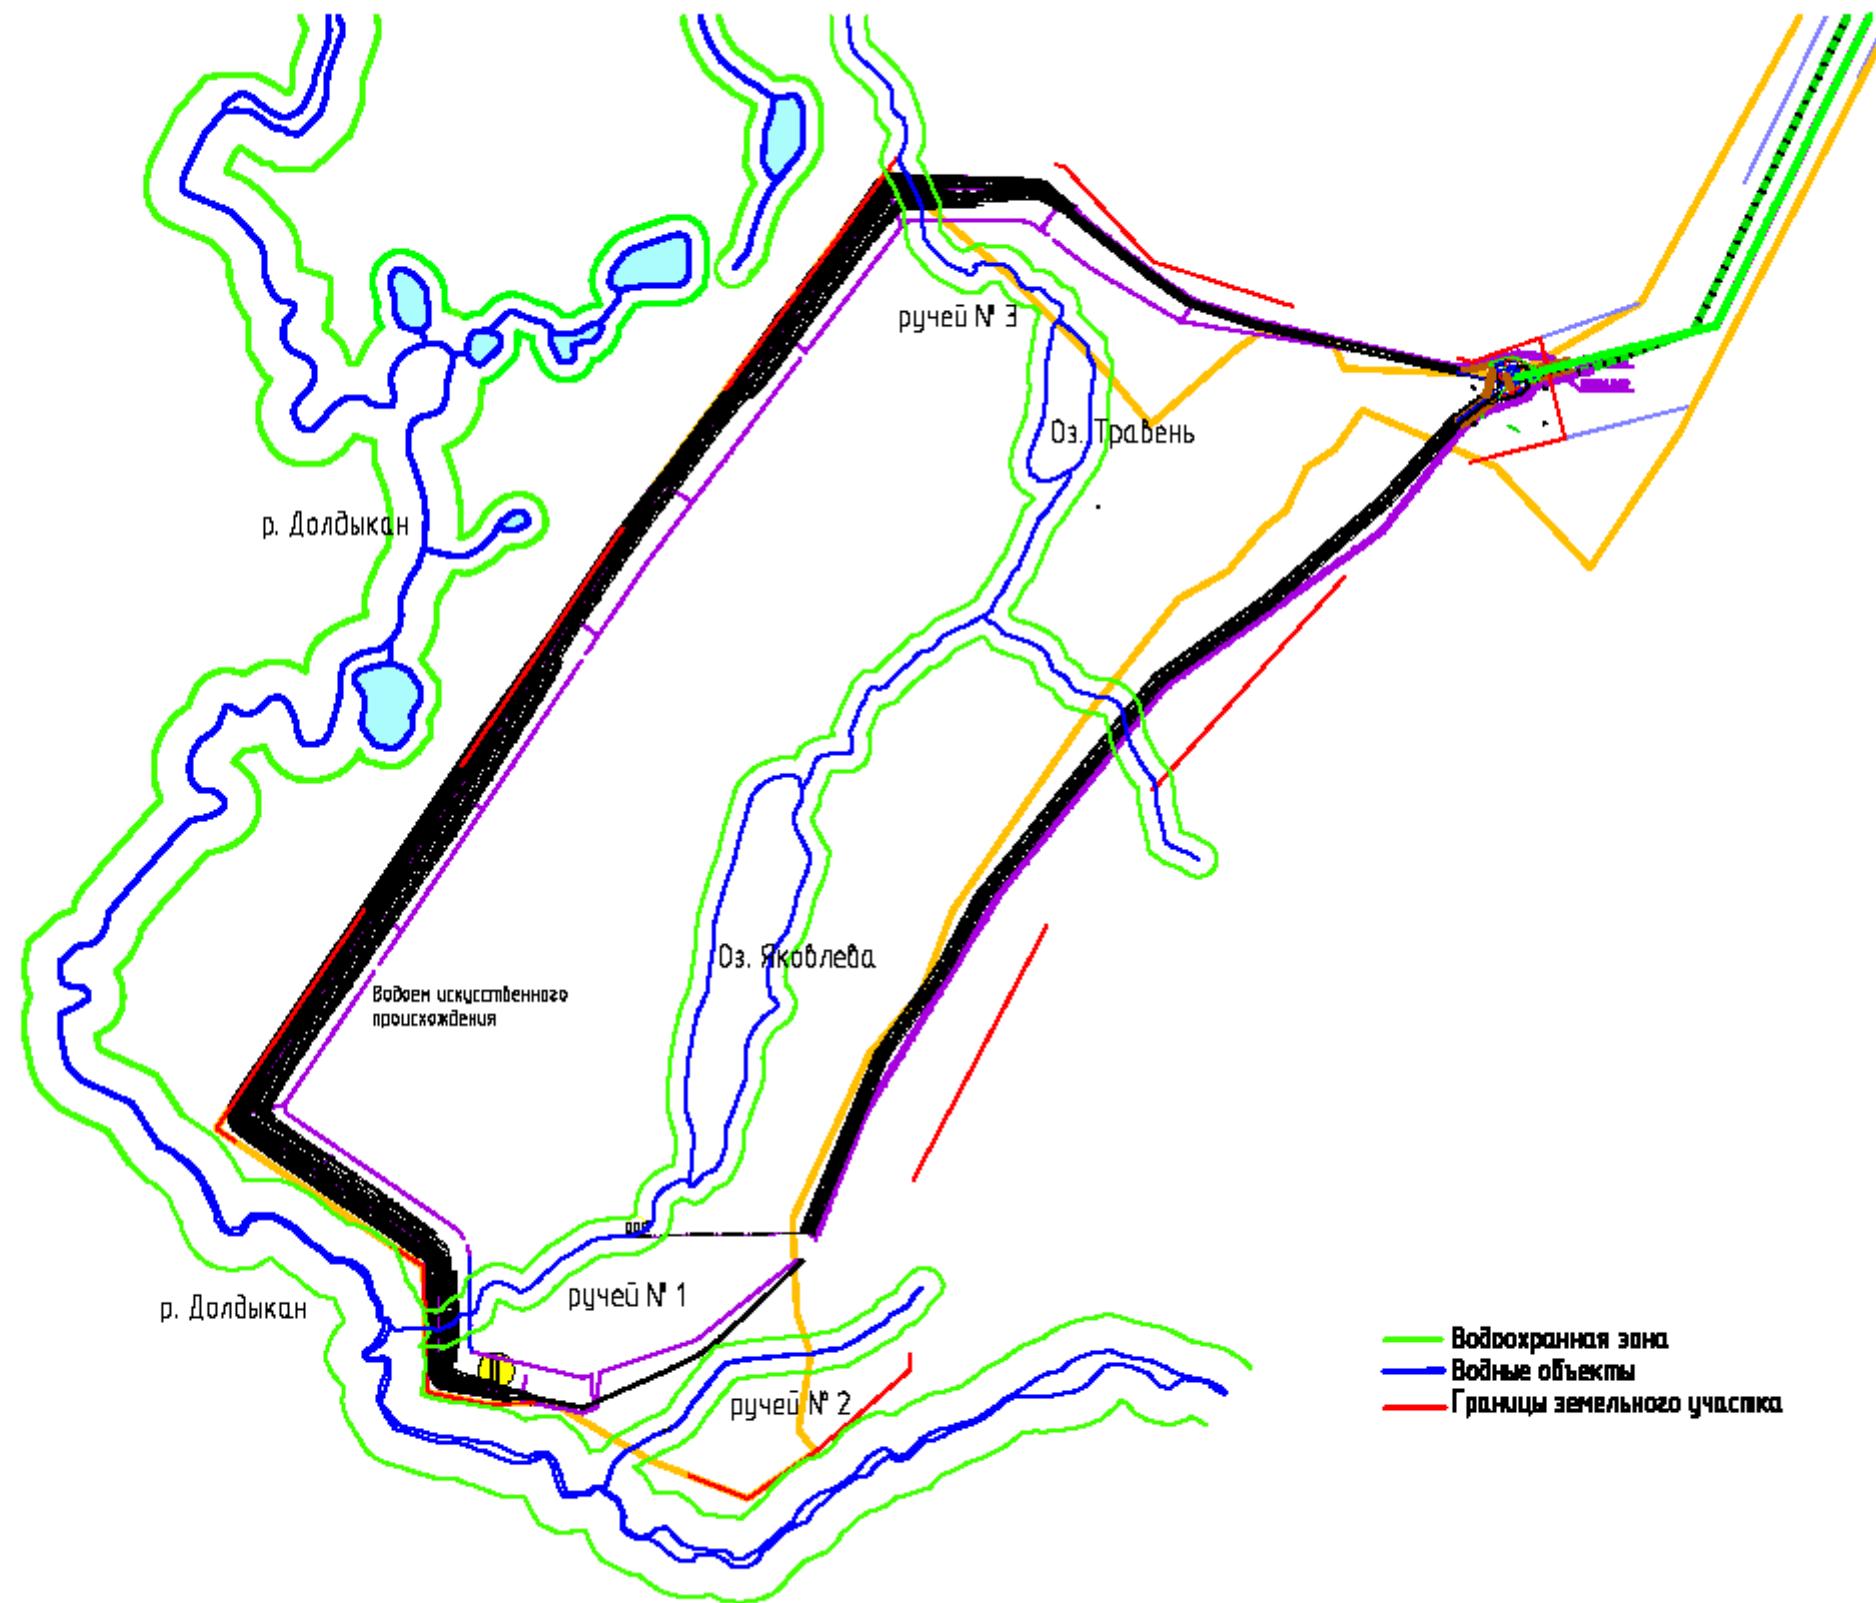 ручей № 3
Оз. Травень
р. Долдыкан
Оз. Яковлева
Водоем искусственного
происхождения
ручей № 1
р. Долдыкан
ручей № 2
Водоохранная зона
Водные объекты
Границы земельного участка